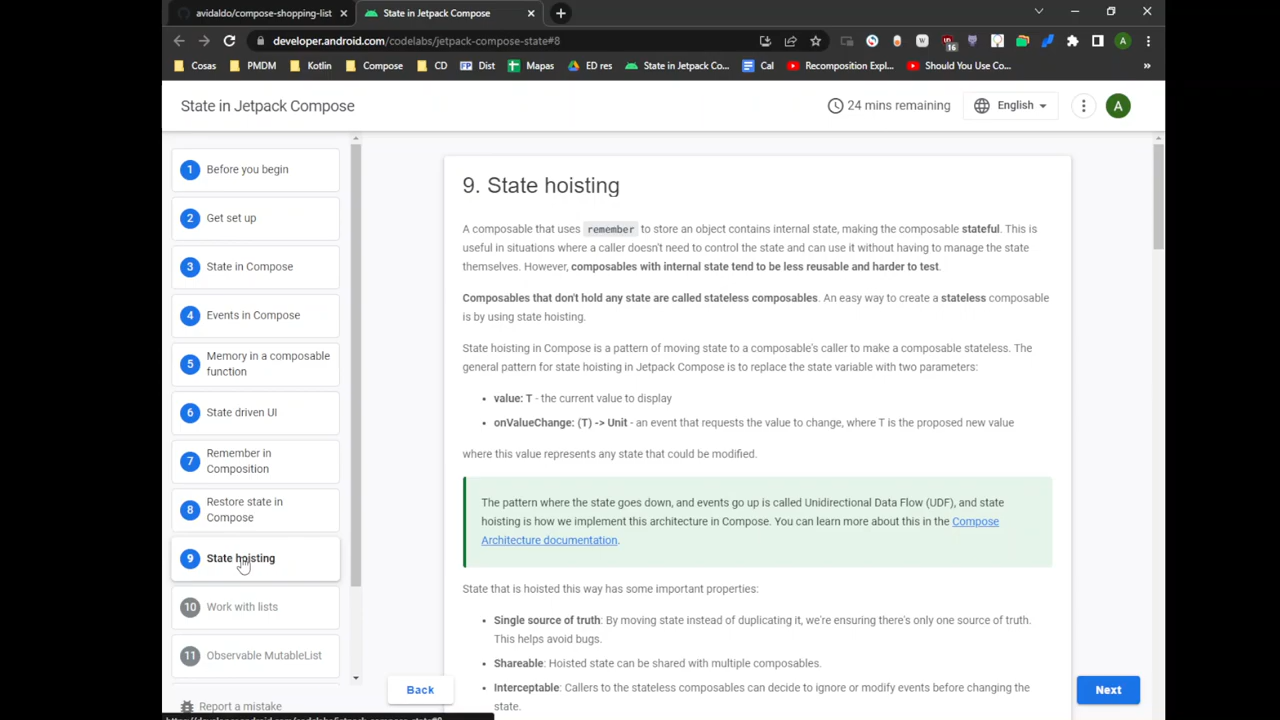 avidaldo/compose-shopping-list
State in Jetpack Compose
developer.android.com/codelabs/jetpack-compose-state#8
16
A
Cosas
PMDM
Kotlin
Compose
CD
FP Dist
Mapas
ED res
State in Jetpack Co...
Cal
Recomposition Expl...
Should You Use Co...
»
State in Jetpack Compose
24 mins remaining
English
A
1 Before you begin
2 Get set up
3 State in Compose
4 Events in Compose
5 Memory in a composable
function
6 State driven UI
7 Remember in
Composition
8 Restore state in
Compose
9 State hoisting
10 Work with lists
11 Observable MutableList
Report a mistake
9. State hoisting
A composable that uses remember to store an object contains internal state, making the composable stateful. This is
useful in situations where a caller doesn't need to control the state and can use it without having to manage the state
themselves. However, composables with internal state tend to be less reusable and harder to test.
Composables that don't hold any state are called stateless composables. An easy way to create a stateless composable
is by using state hoisting.
State hoisting in Compose is a pattern of moving state to a composable's caller to make a composable stateless. The
general pattern for state hoisting in Jetpack Compose is to replace the state variable with two parameters:
• value: T - the current value to display
• onValueChange: (T) -> Unit - an event that requests the value to change, where T is the proposed new value
where this value represents any state that could be modified.
The pattern where the state goes down, and events go up is called Unidirectional Data Flow (UDF), and state
hoisting is how we implement this architecture in Compose. You can learn more about this in the Compose
Architecture documentation.
State that is hoisted this way has some important properties:
• Single source of truth: By moving state instead of duplicating it, we're ensuring there's only one source of truth.
This helps avoid bugs.
• Shareable: Hoisted state can be shared with multiple composables.
• Interceptable: Callers to the stateless composables can decide to ignore or modify events before changing the
state.
Back
Next